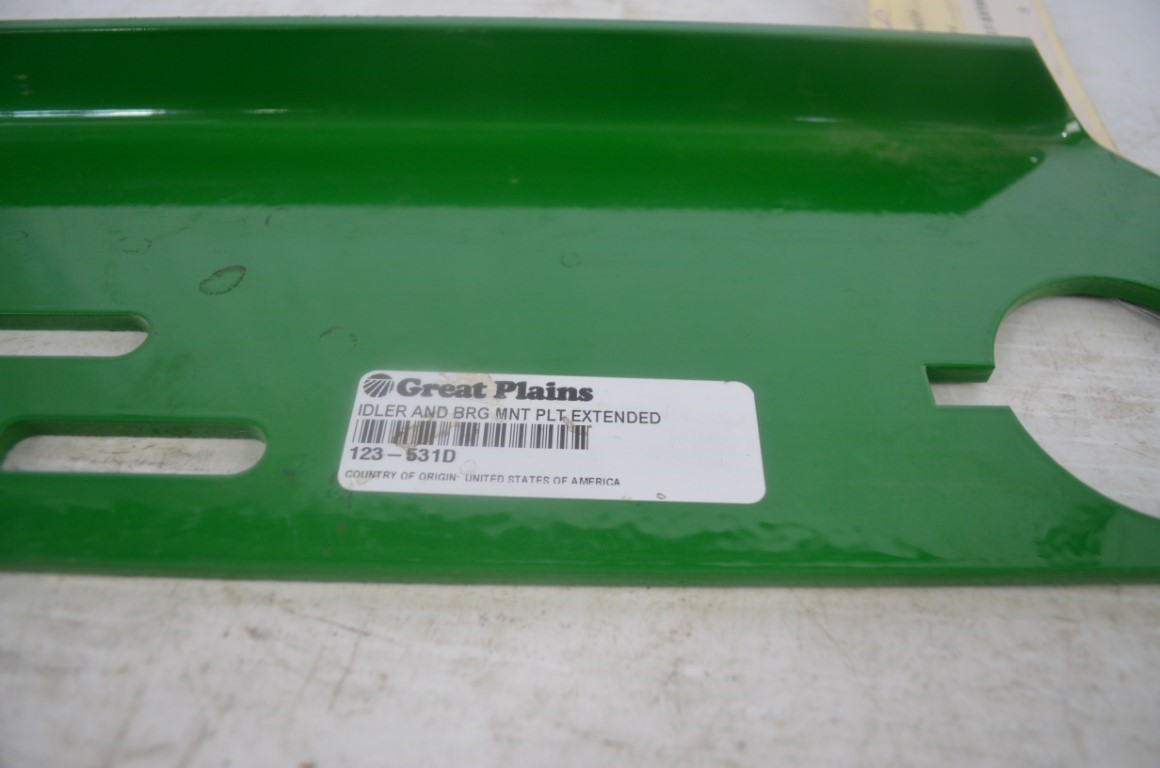 Great Plains
IDLER AND BRG MNT PLT EXTENDED
123-531D
COUNTRY OF ORIGIN: UNITED STATES OF AMERICA